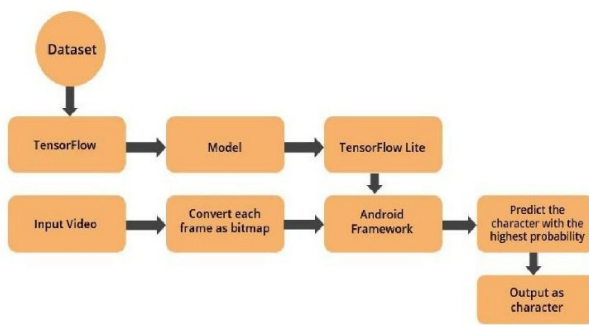 Dataset
TensorFlow
Model
TensorFlow Lite
Input Video
Convert each
frame as bitmap
Android
Framework
Predict the
character with the
highest probability
Output as
character